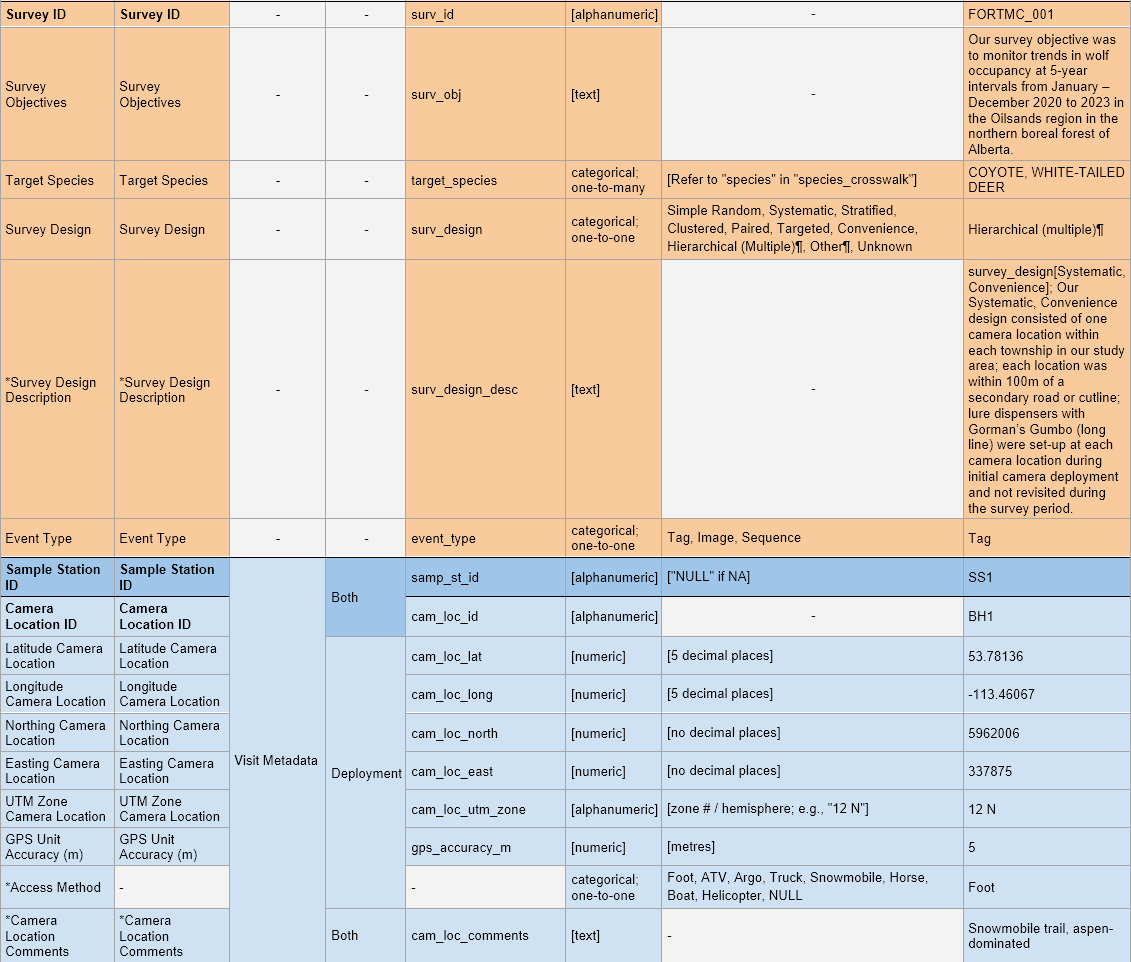 Survey ID
Survey ID
-
-
surv_id
[alphanumeric]
-
FORTMC_001
Survey
Objectives
Survey
Objectives
-
-
surv_obj
[text]
-
Our survey objective was
to monitor trends in wolf
occupancy at 5-year
intervals from January –
December 2020 to 2023 in
the Oilsands region in the
northern boreal forest of
Alberta.
Target Species
Target Species
-
-
target_species
categorical;
one-to-many
[Refer to "species" in "species_crosswalk"]
COYOTE, WHITE-TAILED
DEER
Survey Design
Survey Design
-
-
surv_design
categorical;
one-to-one
Simple Random, Systematic, Stratified,
Clustered, Paired, Targeted, Convenience,
Hierarchical (Multiple)¶, Other¶, Unknown
Hierarchical (multiple)¶
*Survey Design
Description
*Survey Design
Description
-
-
surv_design_desc
[text]
-
survey_design[Systematic,
Convenience]; Our
Systematic, Convenience
design consisted of one
camera location within
each township in our study
area; each location was
within 100m of a
secondary road or cutline;
lure dispensers with
Gorman's Gumbo (long
line) were set-up at each
camera location during
initial camera deployment
and not revisited during
the survey period.
Event Type
Event Type
-
-
event_type
categorical;
one-to-one
Tag, Image, Sequence
Tag
Sample Station
ID
Sample Station
ID
Visit Metadata
Both
samp_st_id
[alphanumeric]
["NULL" if NA]
SS1
Camera
Location ID
Camera
Location ID
cam_loc_id
[alphanumeric]
-
BH1
Latitude Camera
Location
Latitude Camera
Location
Deployment
cam_loc_lat
[numeric]
[5 decimal places]
53.78136
Longitude
Camera Location
Longitude
Camera Location
cam_loc_long
[numeric]
[5 decimal places]
-113.46067
Northing Camera
Location
Northing Camera
Location
cam_loc_north
[numeric]
[no decimal places]
5962006
Easting Camera
Location
Easting Camera
Location
cam_loc_east
[numeric]
[no decimal places]
337875
UTM Zone
Camera Location
UTM Zone
Camera Location
cam_loc_utm_zone
[alphanumeric]
[zone # / hemisphere; e.g., "12 N"]
12 N
GPS Unit
Accuracy (m)
GPS Unit
Accuracy (m)
gps_accuracy_m
[numeric]
[metres]
5
*Access Method
-
-
categorical;
one-to-one
Foot, ATV, Argo, Truck, Snowmobile, Horse,
Boat, Helicopter, NULL
Foot
*Camera
Location
Comments
*Camera
Location
Comments
Both
cam_loc_comments
[text]
-
Snowmobile trail, aspen-
dominated